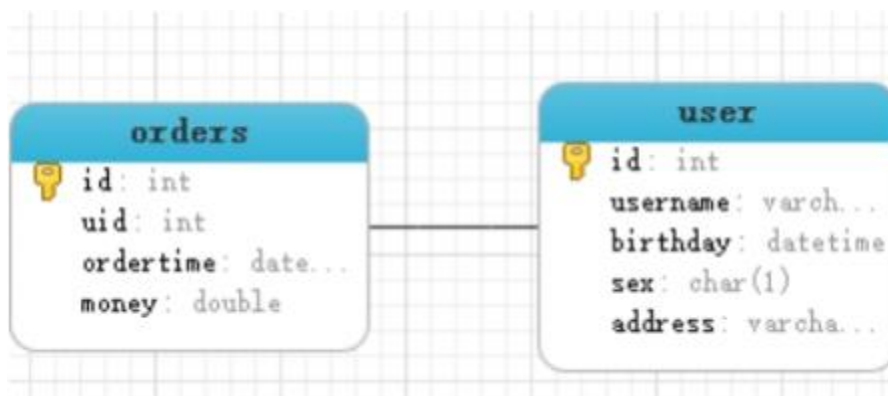 orders
id: int
uid: int
ordertime: date...
money: double
user
id: int
username: varch...
birthday: datetime
sex: char(1)
address: varcha...